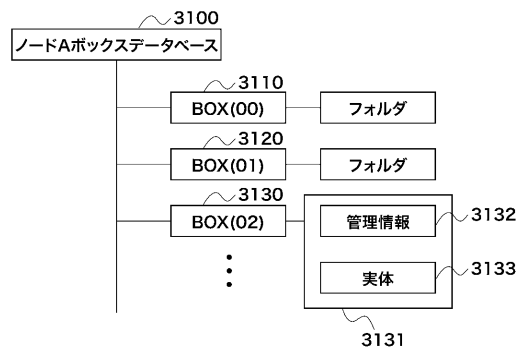 3100
ノードAボックスデータベース
3110
BOX(00)
フォルダ
3120
BOX(01)
フォルダ
3130
BOX(02)
管理情報
3132
実体
3133
3131